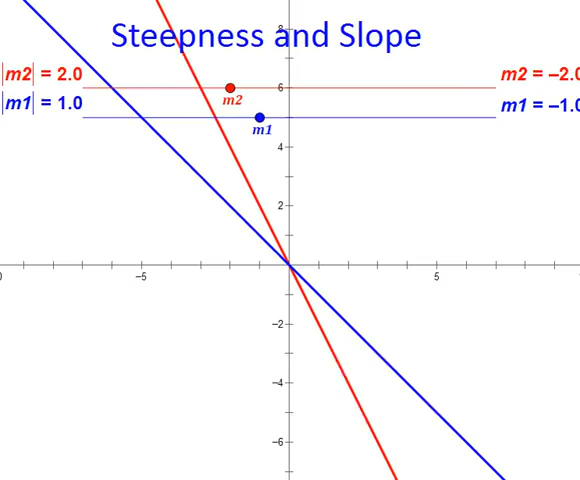 Steepness and Slope
8
|m2| = 2.0
m2 = –2.0
6
m2
|m1| = 1.0
m1 = –1.0
m1
4
2
–5
5
–2
–4
–6